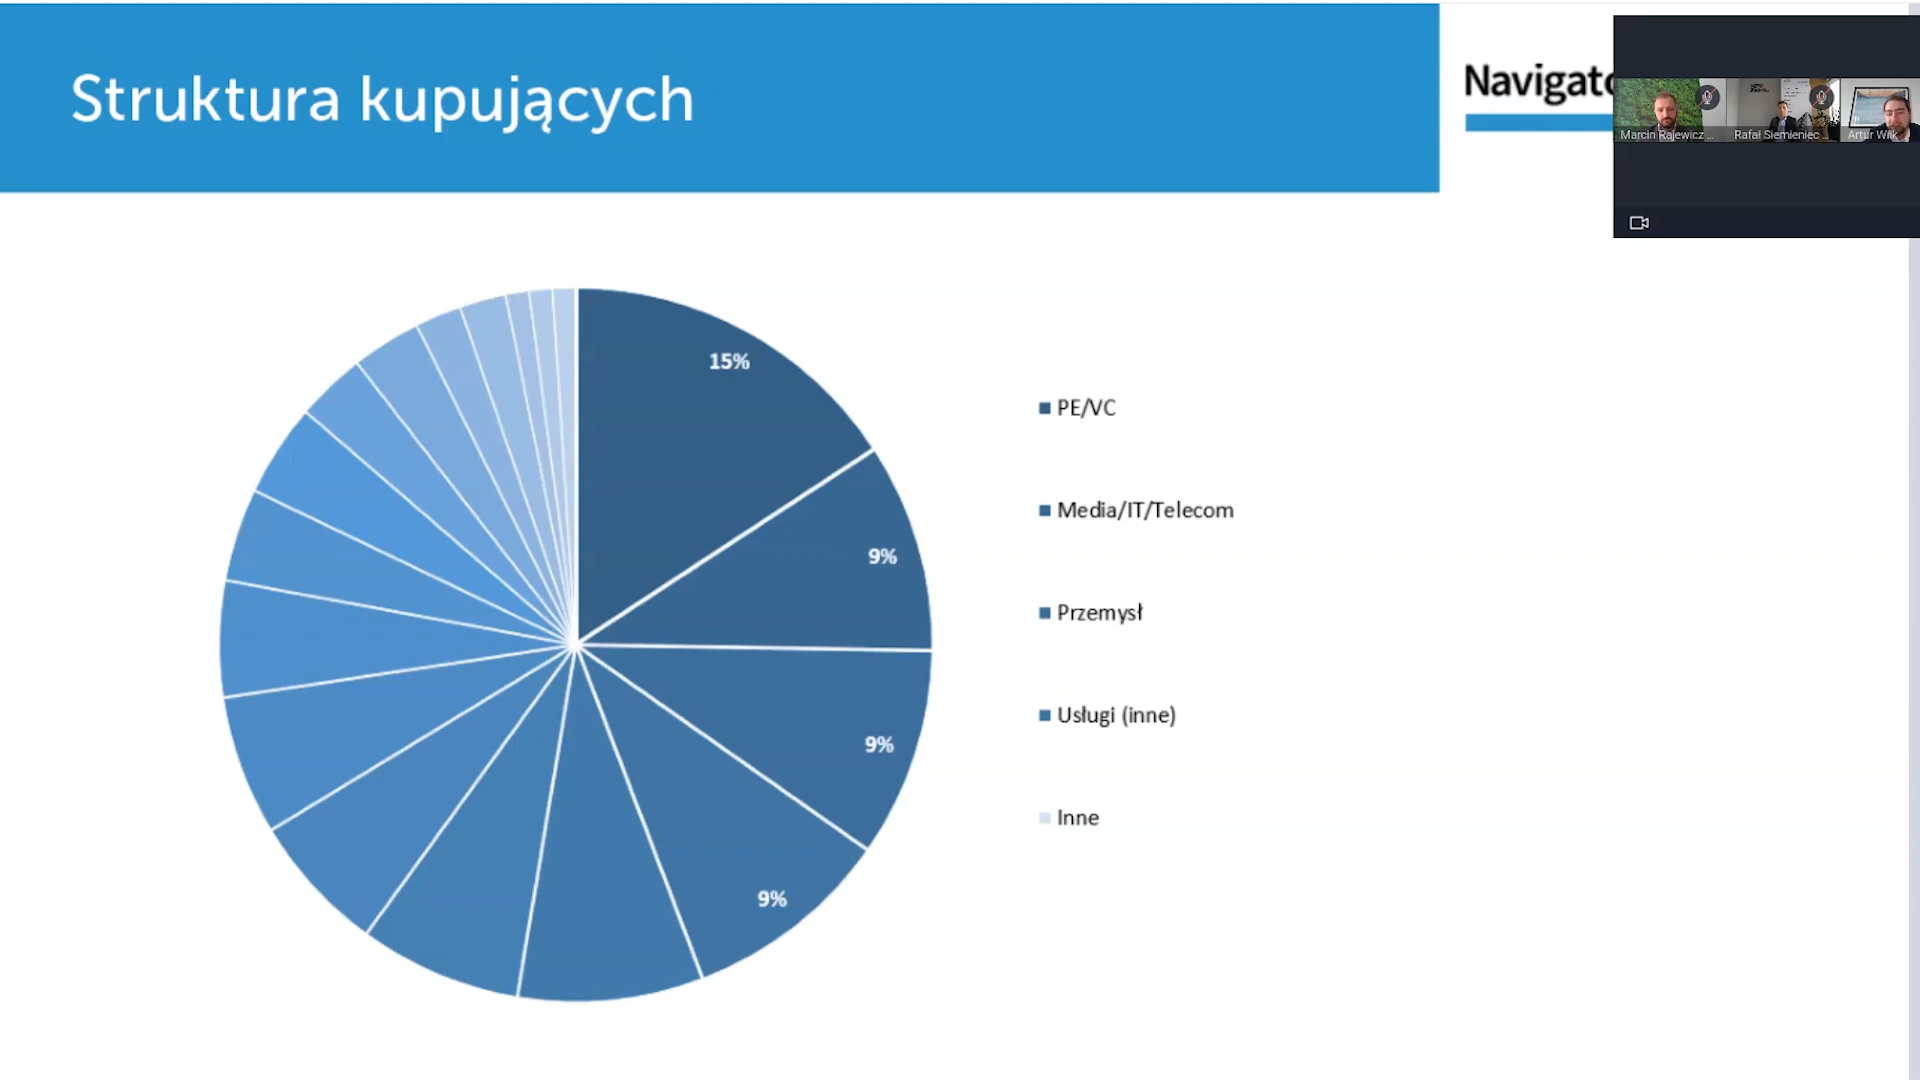 Struktura kupujących
Navigato
Marcin Rajewicz ...
Rafał Siemieniec ...
Artur Wilk
15%
9%
9%
9%
PE/VC
Media/IT/Telecom
Przemysł
Usługi (inne)
Inne